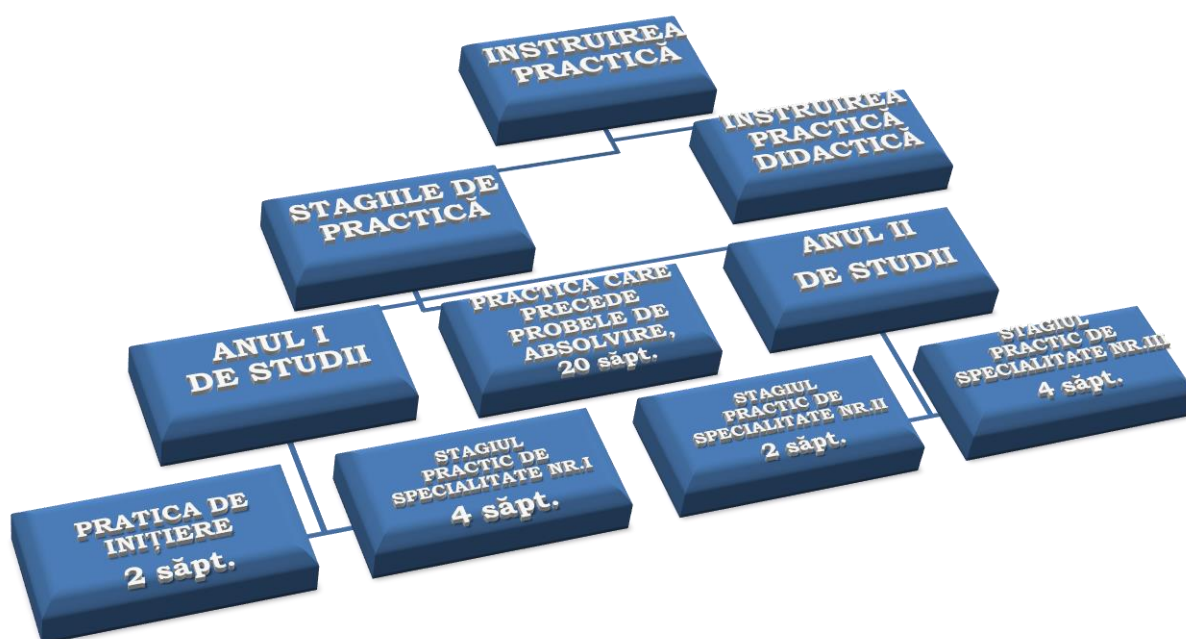 INSTRUIREA
PRACTICĂ
INSTRUIREA
PRACTICĂ
DIDACTICĂ
STAGIILE DE
PRACTICĂ
ANUL II
DE STUDII
PRACTICA CARE
PRECEDE
PROBELE DE
ABSOLVIRE,
20 săpt.
ANUL I
DE STUDII
STAGIUL
PRACTIC DE
SPECIALITATE NR.III
4 săpt.
STAGIUL
PRACTIC DE
SPECIALITATE NR.II
2 săpt.
STAGIUL
PRACTIC DE
SPECIALITATE NR.I
4 săpt.
PRATICA DE
INIȚIERE
2 săpt.